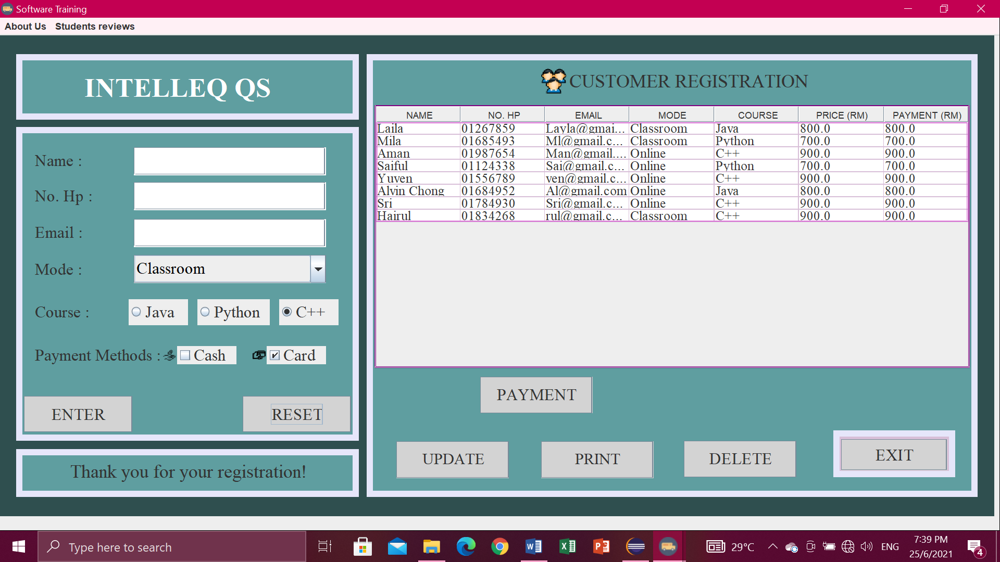 Software Training
About Us Students reviews
INTELLEQ QS
Name :
No. Hp :
Email :
Mode : Classroom
Course : Java Python C++
Payment Methods : Cash Card
ENTER RESET
Thank you for your registration!
CUSTOMER REGISTRATION
NAME NO. HP EMAIL MODE COURSE PRICE (RM) PAYMENT (RM)
Laila 01267859 Layla@gmai... Classroom Java 800.0 800.0
Mila 01685493 Ml@gmail.c... Classroom Python 700.0 700.0
Aman 01987654 Man@gmail.... Online C++ 900.0 900.0
Saiful 01124338 Sai@gmail.c... Online Python 700.0 700.0
Yuven 01556789 ven@gmail.c... Online C++ 900.0 900.0
Alvin Chong 01684952 Al@gmail.com Online Java 800.0 800.0
Sri 01784930 Sri@gmail.c... Online C++ 900.0 900.0
Hairul 01834268 rul@gmail.c... Classroom C++ 900.0 900.0
PAYMENT
UPDATE PRINT DELETE EXIT
Type here to search
29°C ENG 7:39 PM
25/6/2021
4